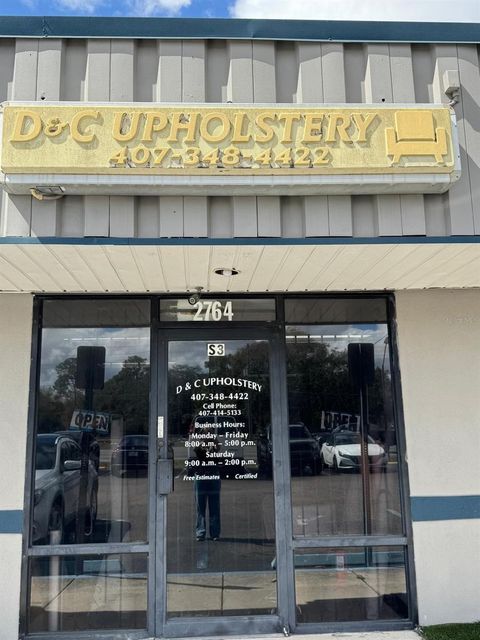 D&C UPHOLSTERY
407-348-4422
2764
S3
D & C UPHOLSTERY
407-348-4422
Cell Phone:
407-414-5133
Business Hours:
Monday - Friday
8:00 a.m. - 5:00 p.m.
Saturday
9:00 a.m. - 2:00 p.m.
Free Estimates • Certified
OPEN
OPEN